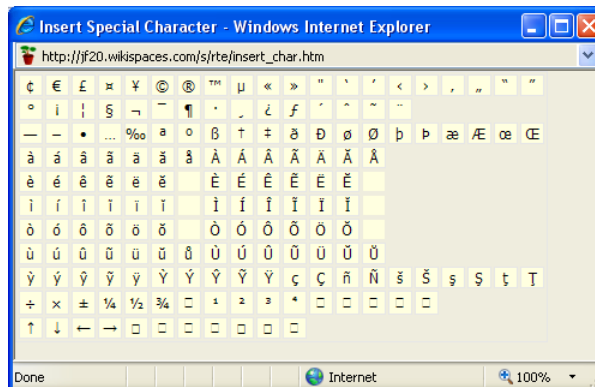 Insert Special Character - Windows Internet Explorer
http://jf20.wikispaces.com/s/rte/insert_char.htm
¢ € £ ¤ ¥ © ® ™ µ « » " ‵ ′ ‹ › ‚ „ ‶ ″
° ¡ ¦ § ¬ ¯ ¶ · ¸ ¿ ƒ ´ ˆ ˜ ¨
— – • … ‰ ª º ß † ‡ ð Ð ø Ø þ Þ æ Æ œ Œ
à á â ã ä ǎ å À Á Â Ã Ä Ǎ Å
è é ê ẽ ë ě È É Ê Ẽ Ë Ě
ì í î ĩ ï ǐ Ì Í Î Ĩ Ï Ǐ
ò ó ô õ ö ǒ Ò Ó Ô Õ Ö Ǒ
ù ú û ũ ü ǔ ů Ù Ú Û Ũ Ü Ǔ Ů
ỳ ý ŷ ỹ ÿ Ỳ Ý Ŷ Ỹ Ÿ ç Ç ñ Ñ š Š ş Ş ţ Ţ
÷ × ± ¼ ½ ¾ □ ¹ ² ³ ⁴ □ □ □ □ □
↑ ↓ ← → □ □ □ □ □ □ □
Done Internet 100%